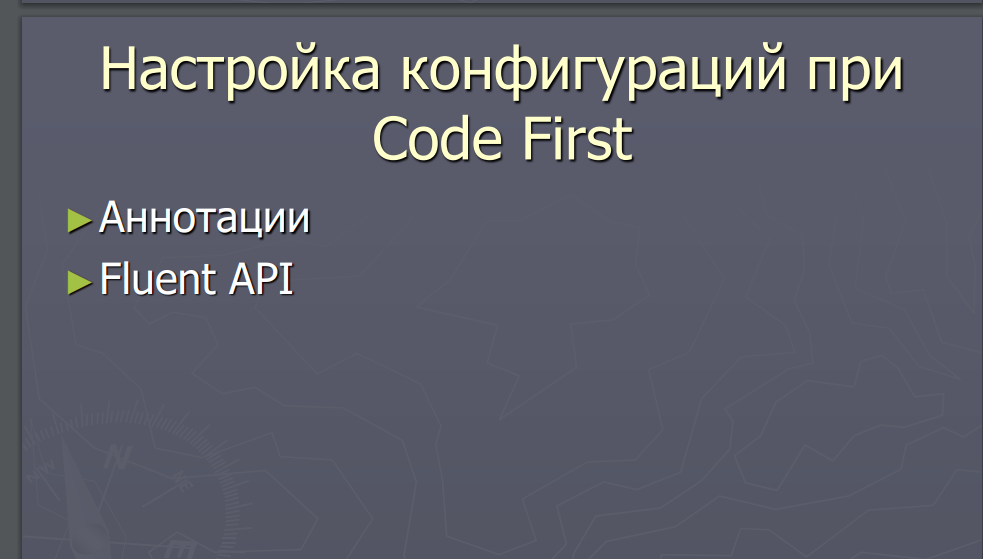 Настройка конфигураций при
Code First
►Аннотации
►Fluent API
N
E